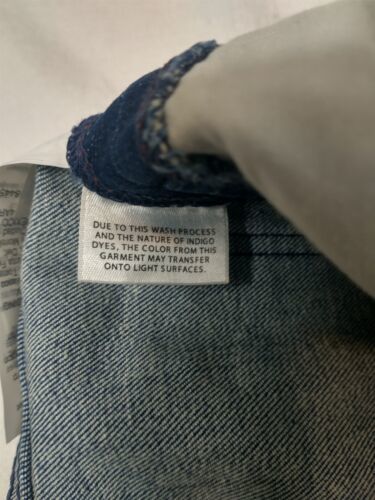 DUE TO THIS WASH PROCESS
AND THE NATURE OF INDIGO
DYES, THE COLOR FROM THIS
GARMENT MAY TRANSFER
ONTO LIGHT SURFACES.